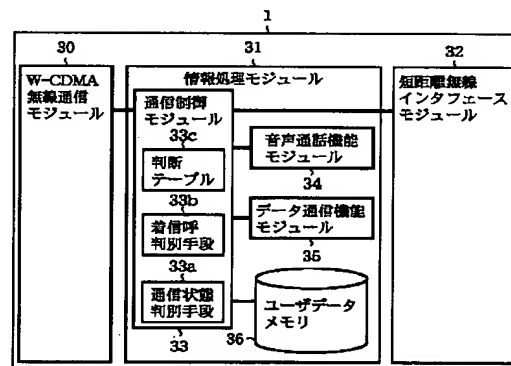 1
30
31
32
W-CDMA
無線通信
モジュール
情報処理モジュール
通信制御
モジュール
33c
判断
テーブル
33b
着信呼
判別手段
33a
通信状態
判別手段
33
音声通話機能
モジュール
34
データ通信機能
モジュール
35
ユーザデータ
メモリ
36
短距離無線
インタフェース
モジュール